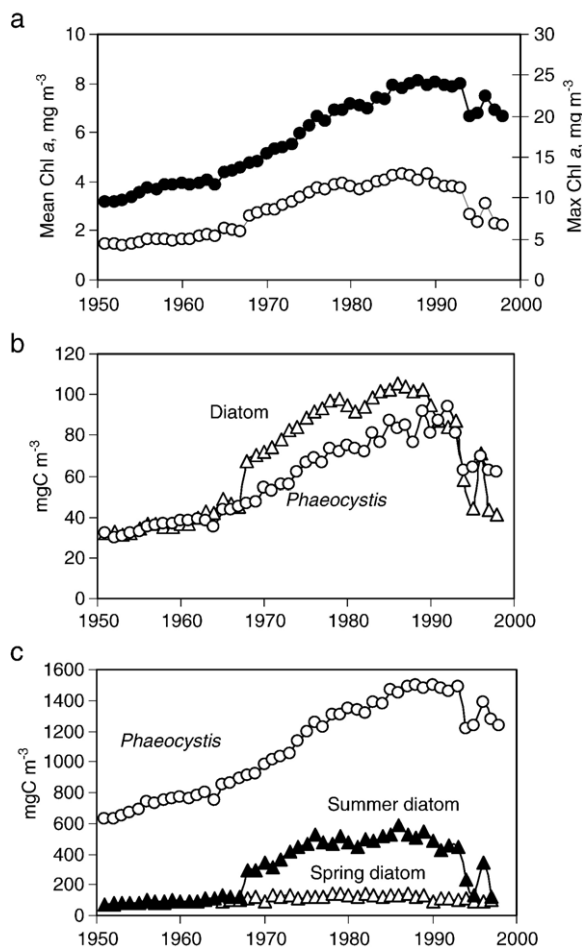 a
10
8
6
4
2
0
Mean Chl a, mg m-3
30
25
20
15
10
5
0
Max Chl a, mg m-3
1950 1960 1970 1980 1990 2000
b
120
100
80
60
40
20
0
mgC m-3
Diatom
Phaeocystis
1950 1960 1970 1980 1990 2000
c
1600
1400
1200
1000
800
600
400
200
0
mgC m-3
Phaeocystis
Summer diatom
Spring diatom
1950 1960 1970 1980 1990 2000